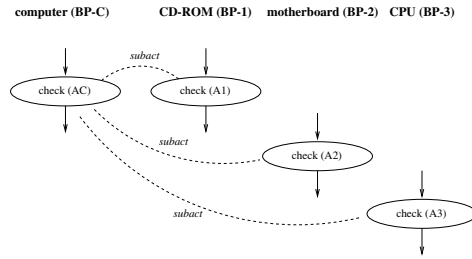 computer (BP-C) CD-ROM (BP-1) motherboard (BP-2) CPU (BP-3)
subact
check (AC) check (A1)
subact
check (A2)
subact
check (A3)